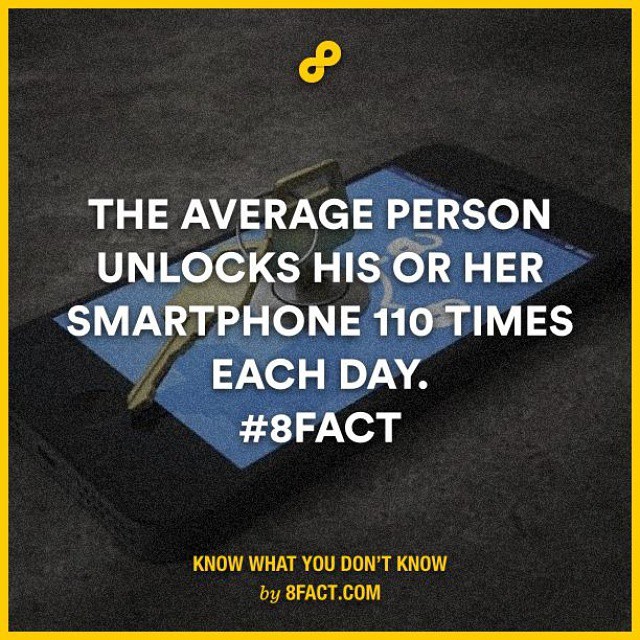 THE AVERAGE PERSON
UNLOCKS HIS OR HER
SMARTPHONE 110 TIMES
EACH DAY.
#8FACT
KNOW WHAT YOU DON'T KNOW
by 8FACT.COM